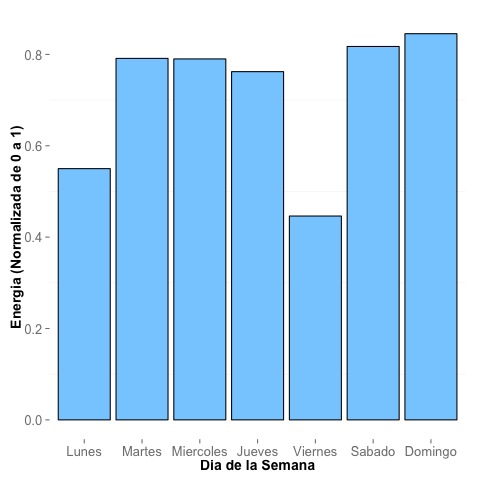 Energia (Normalizada de 0 a 1)
0.8
0.6
0.4
0.2
0.0
Lunes Martes Miercoles Jueves Viernes Sabado Domingo
Dia de la Semana